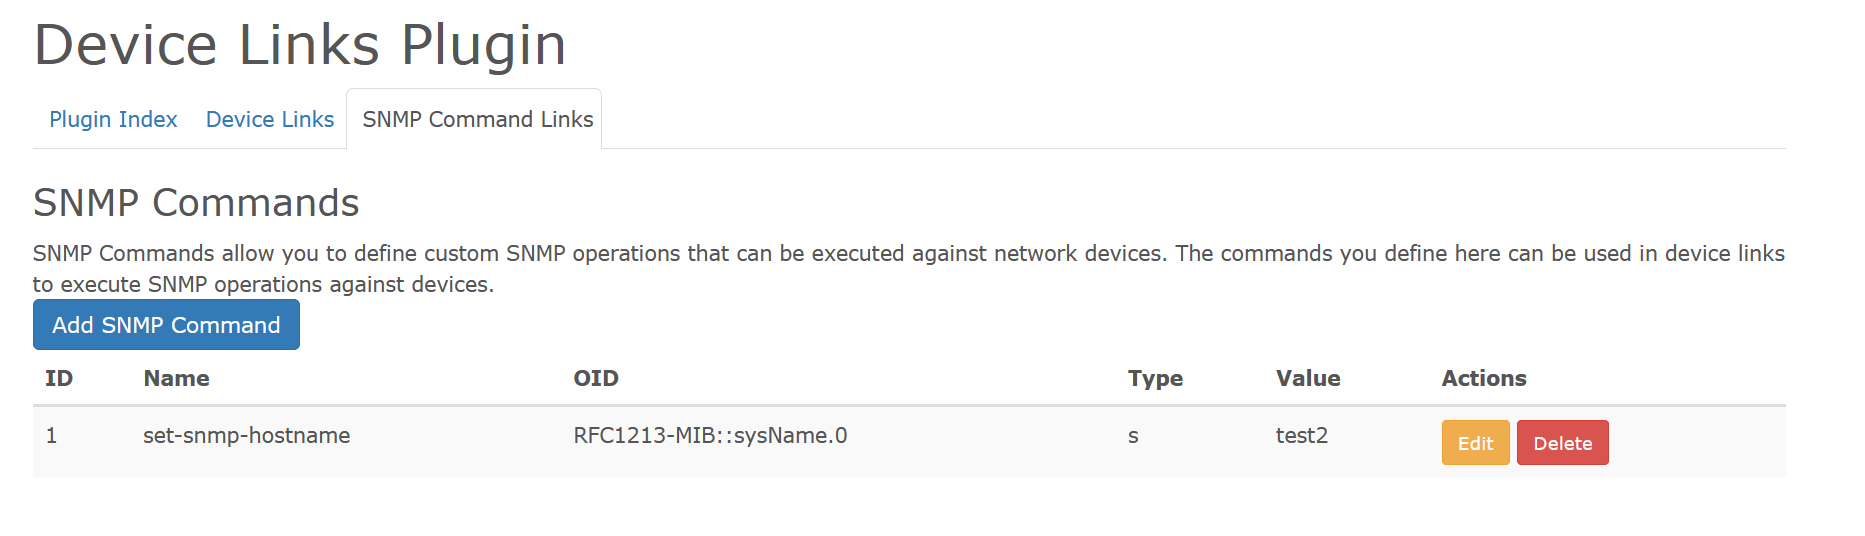 Device Links Plugin
Plugin Index Device Links SNMP Command Links
SNMP Commands
SNMP Commands allow you to define custom SNMP operations that can be executed against network devices. The commands you define here can be used in device links
to execute SNMP operations against devices.
Add SNMP Command
ID Name OID Type Value Actions
1 set-snmp-hostname RFC1213-MIB::sysName.0 s test2 Edit Delete